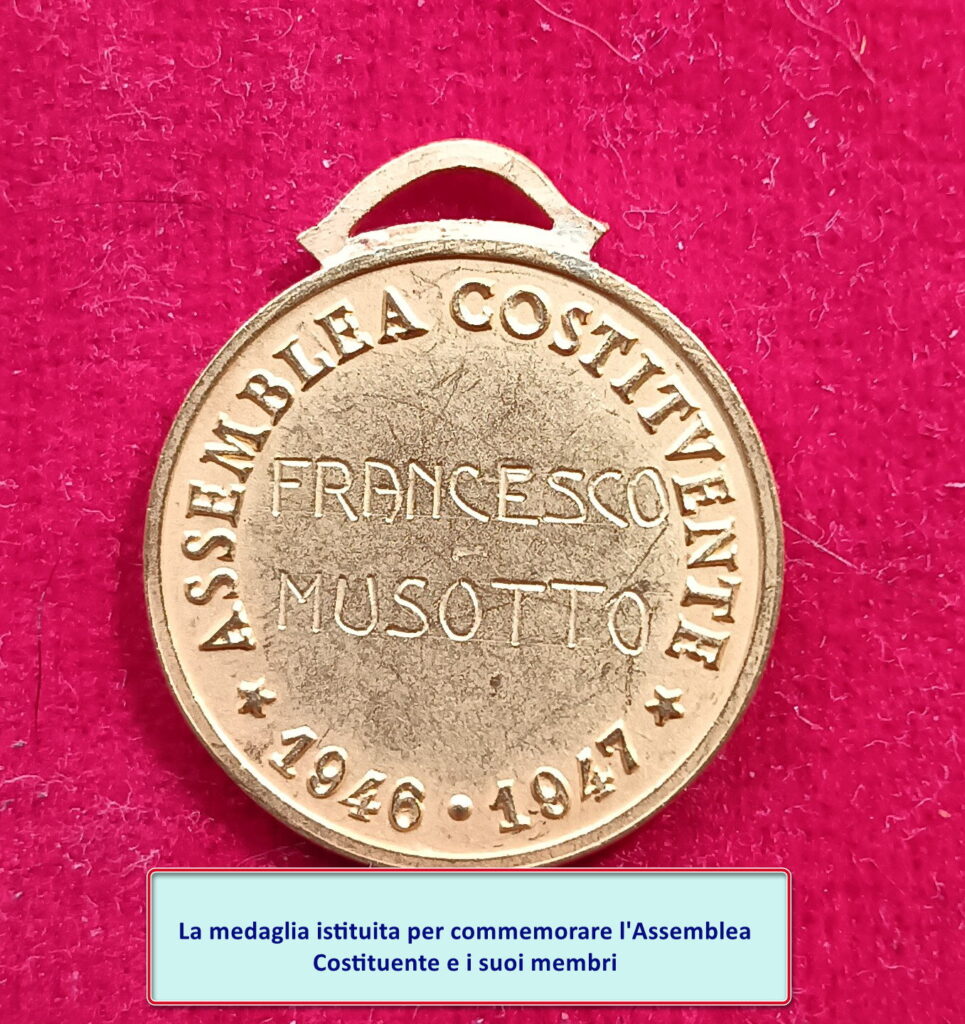 ASSEMBLEA COSTITVENTE
FRANCESCO
-
MUSOTTO
★ 1946 • 1947 ★
La medaglia istituita per commemorare l'Assemblea
Costituente e i suoi membri